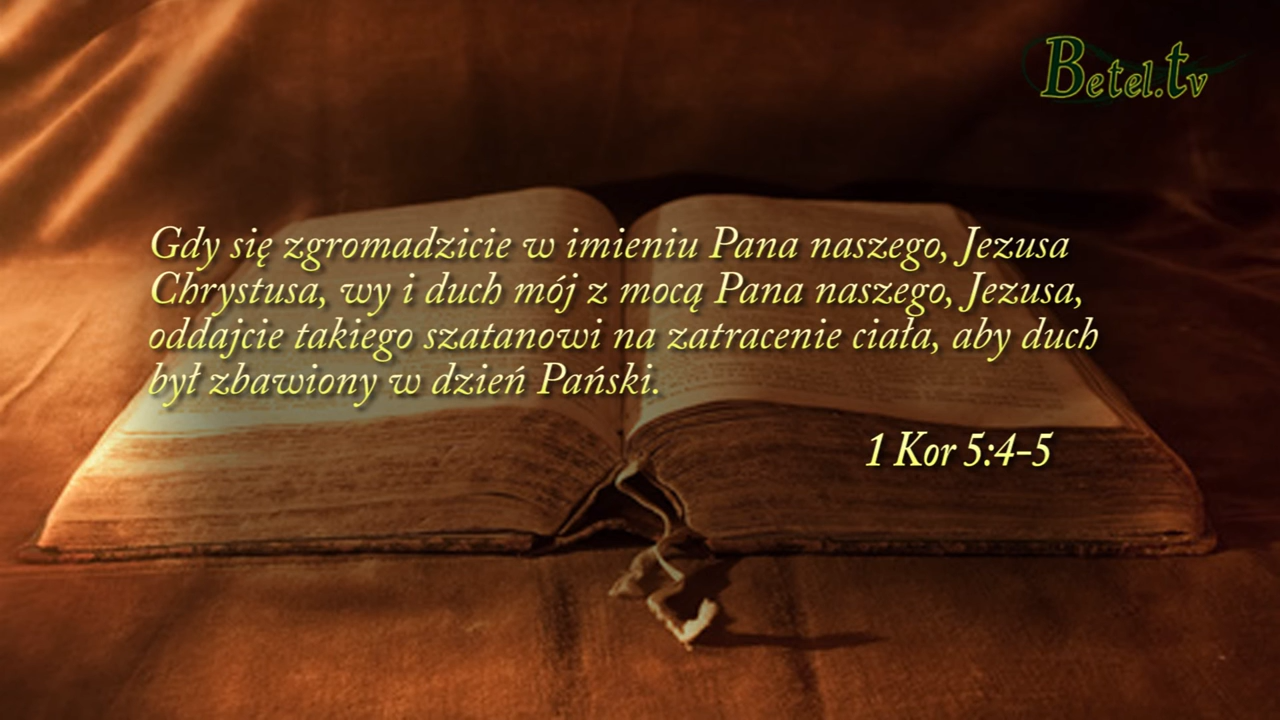 Betel.tv
Gdy się zgromadzicie w imieniu Pana naszego, Jezusa
Chrystusa, wy i duch mój z mocą Pana naszego, Jezusa,
oddajcie takiego szatanowi na zatracenie ciała, aby duch
był zbawiony w dzień Pański.
1 Kor 5:4-5